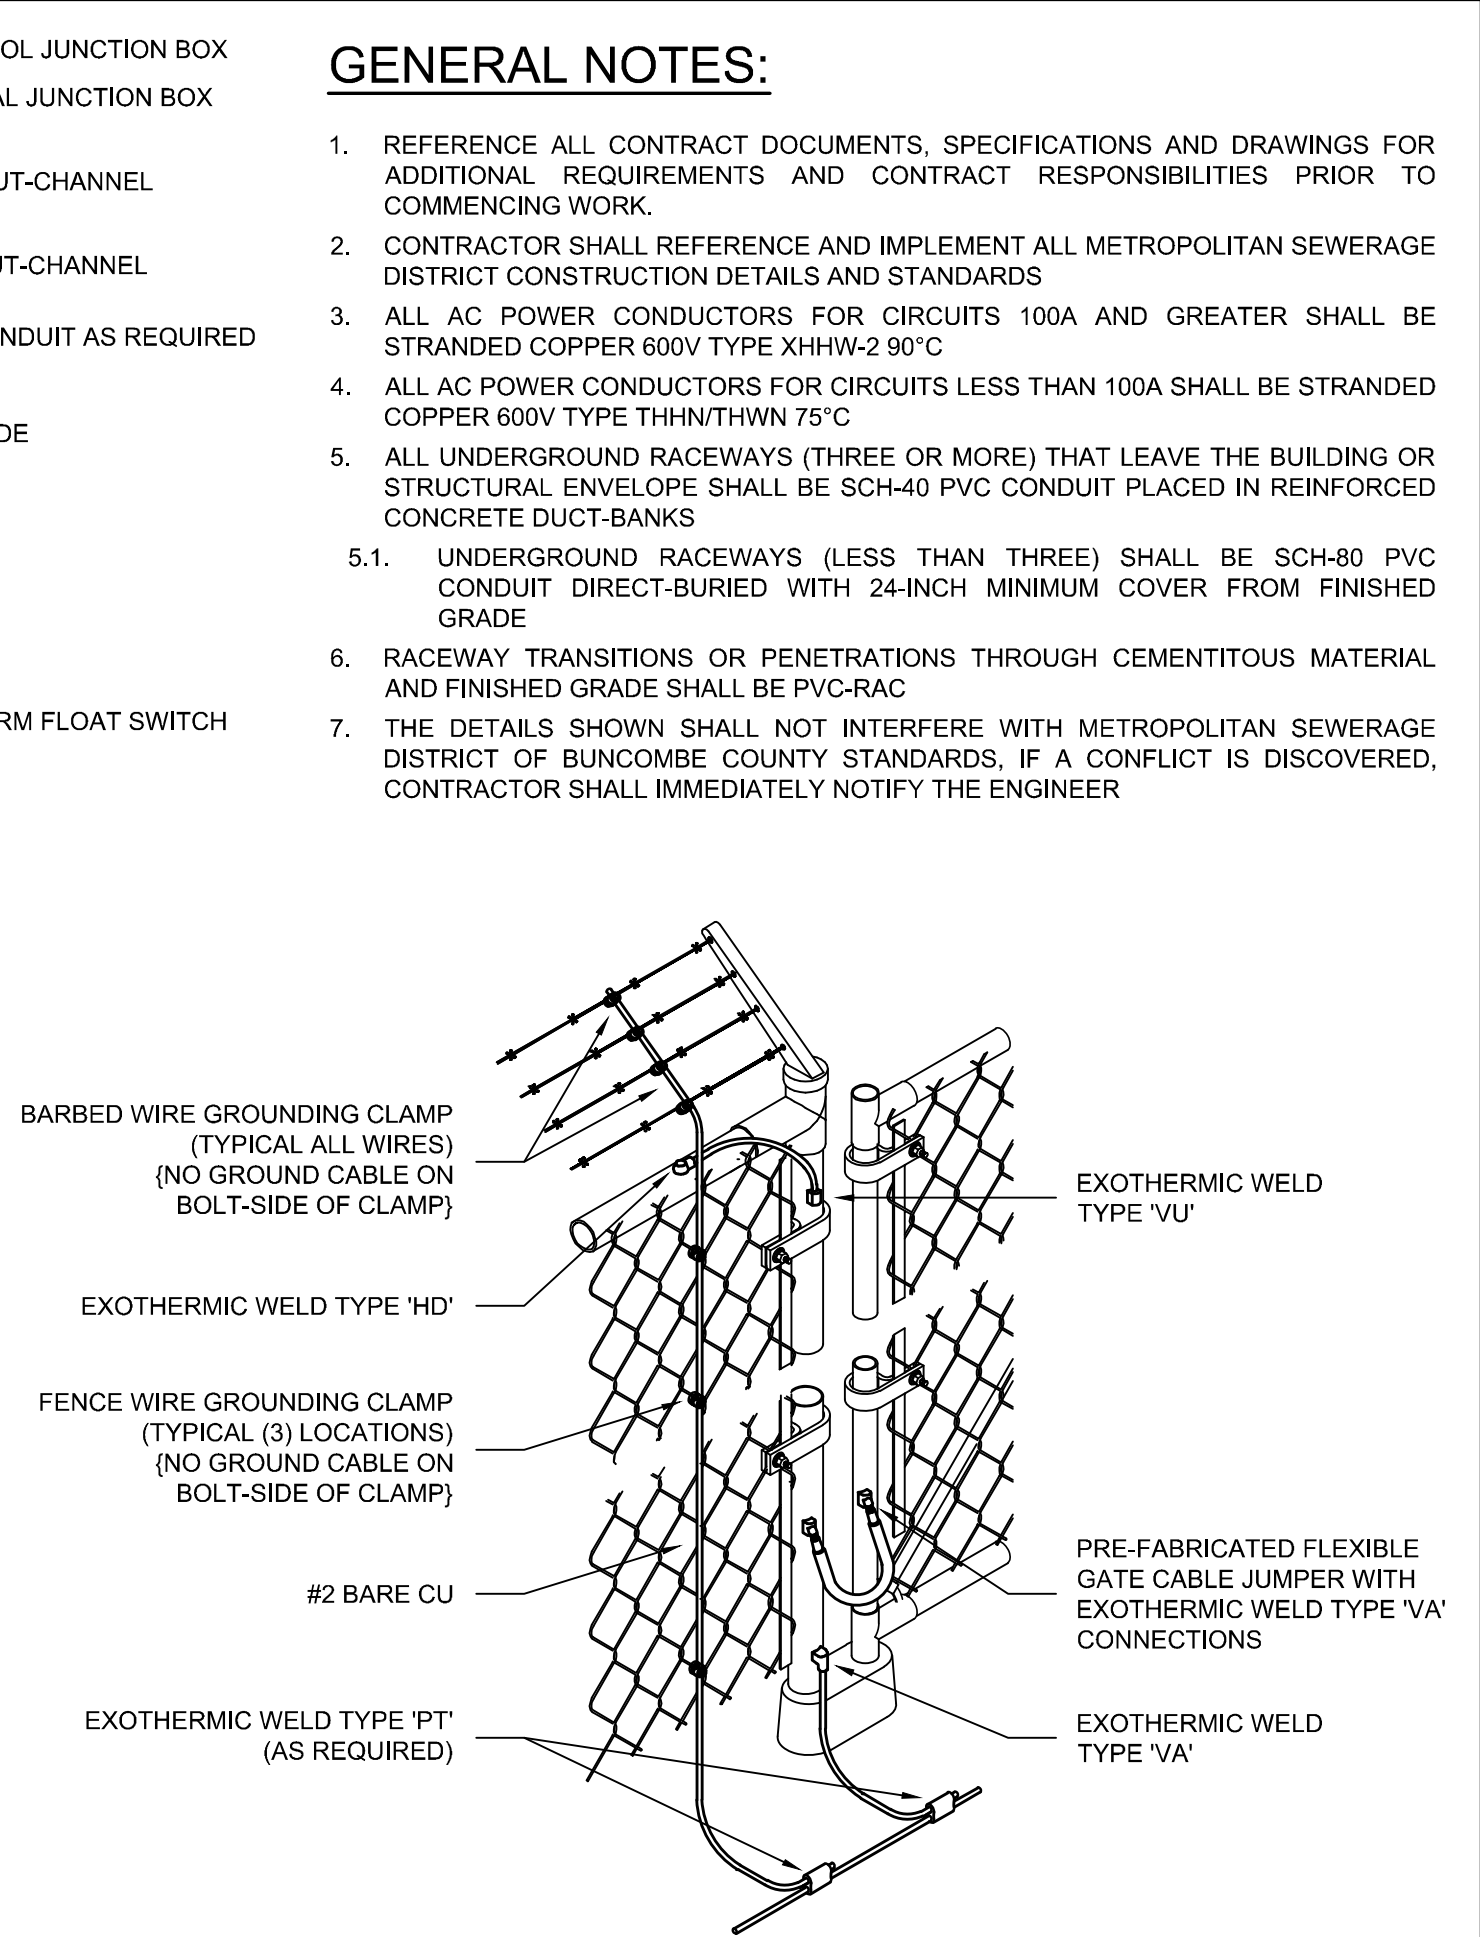 OL JUNCTION BOX
AL JUNCTION BOX
UT-CHANNEL
UT-CHANNEL
NDUIT AS REQUIRED
DE
RM FLOAT SWITCH
GENERAL NOTES:
1. REFERENCE ALL CONTRACT DOCUMENTS, SPECIFICATIONS AND DRAWINGS FOR
ADDITIONAL REQUIREMENTS AND CONTRACT RESPONSIBILITIES PRIOR TO
COMMENCING WORK.
2. CONTRACTOR SHALL REFERENCE AND IMPLEMENT ALL METROPOLITAN SEWERAGE
DISTRICT CONSTRUCTION DETAILS AND STANDARDS
3. ALL AC POWER CONDUCTORS FOR CIRCUITS 100A AND GREATER SHALL BE
STRANDED COPPER 600V TYPE XHHW-2 90°C
4. ALL AC POWER CONDUCTORS FOR CIRCUITS LESS THAN 100A SHALL BE STRANDED
COPPER 600V TYPE THHN/THWN 75°C
5. ALL UNDERGROUND RACEWAYS (THREE OR MORE) THAT LEAVE THE BUILDING OR
STRUCTURAL ENVELOPE SHALL BE SCH-40 PVC CONDUIT PLACED IN REINFORCED
CONCRETE DUCT-BANKS
5.1. UNDERGROUND RACEWAYS (LESS THAN THREE) SHALL BE SCH-80 PVC
CONDUIT DIRECT-BURIED WITH 24-INCH MINIMUM COVER FROM FINISHED
GRADE
6. RACEWAY TRANSITIONS OR PENETRATIONS THROUGH CEMENTITOUS MATERIAL
AND FINISHED GRADE SHALL BE PVC-RAC
7. THE DETAILS SHOWN SHALL NOT INTERFERE WITH METROPOLITAN SEWERAGE
DISTRICT OF BUNCOMBE COUNTY STANDARDS, IF A CONFLICT IS DISCOVERED,
CONTRACTOR SHALL IMMEDIATELY NOTIFY THE ENGINEER
BARBED WIRE GROUNDING CLAMP
(TYPICAL ALL WIRES)
{NO GROUND CABLE ON
BOLT-SIDE OF CLAMP}
EXOTHERMIC WELD TYPE 'HD'
FENCE WIRE GROUNDING CLAMP
(TYPICAL (3) LOCATIONS)
{NO GROUND CABLE ON
BOLT-SIDE OF CLAMP}
#2 BARE CU
EXOTHERMIC WELD TYPE 'PT'
(AS REQUIRED)
EXOTHERMIC WELD
TYPE 'VU'
PRE-FABRICATED FLEXIBLE
GATE CABLE JUMPER WITH
EXOTHERMIC WELD TYPE 'VA'
CONNECTIONS
EXOTHERMIC WELD
TYPE 'VA'